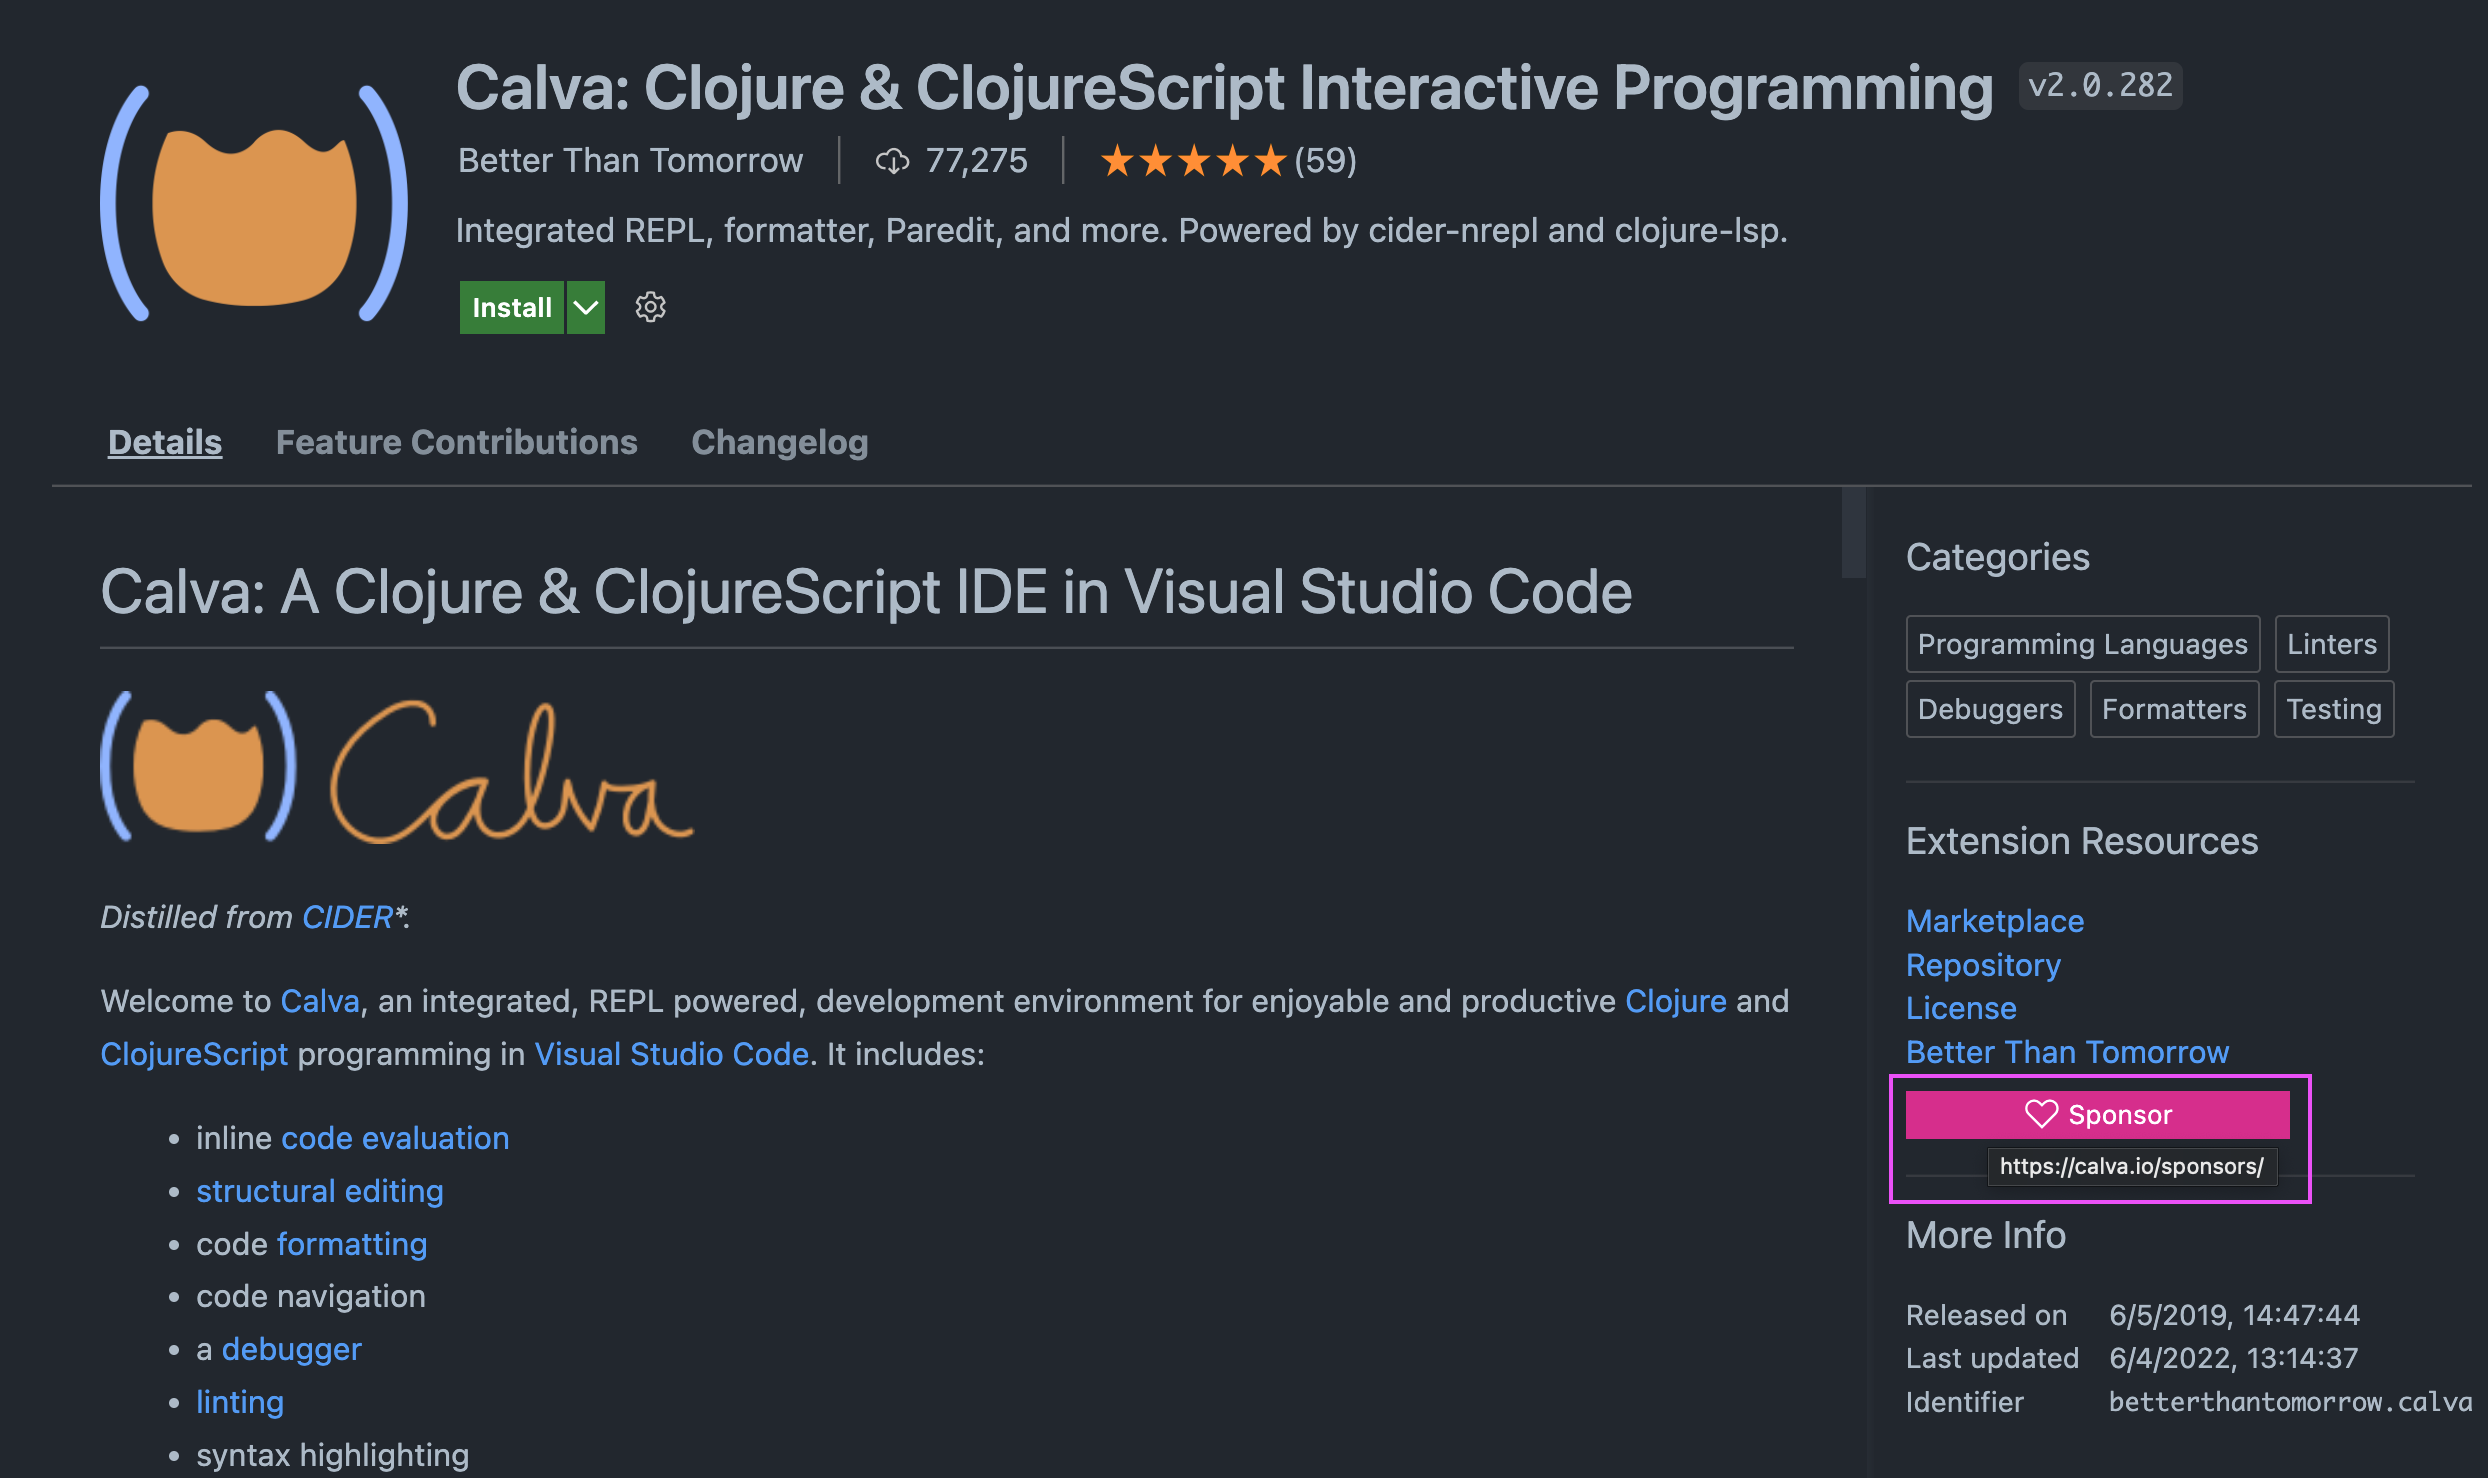 Calva: Clojure & ClojureScript Interactive Programming v2.0.282
Better Than Tomorrow 77,275 ★★★★★(59)
Integrated REPL, formatter, Paredit, and more. Powered by cider-nrepl and clojure-lsp.
Install
Details Feature Contributions Changelog
Calva: A Clojure & ClojureScript IDE in Visual Studio Code
Calva
Distilled from CIDER*.
Welcome to Calva, an integrated, REPL powered, development environment for enjoyable and productive Clojure and
ClojureScript programming in Visual Studio Code. It includes:
• inline code evaluation
• structural editing
• code formatting
• code navigation
• a debugger
• linting
• syntax highlighting
Categories
Programming Languages Linters
Debuggers Formatters Testing
Extension Resources
Marketplace
Repository
License
Better Than Tomorrow
Sponsor
https://calva.io/sponsors/
More Info
Released on 6/5/2019, 14:47:44
Last updated 6/4/2022, 13:14:37
Identifier betterthantomorrow.calva